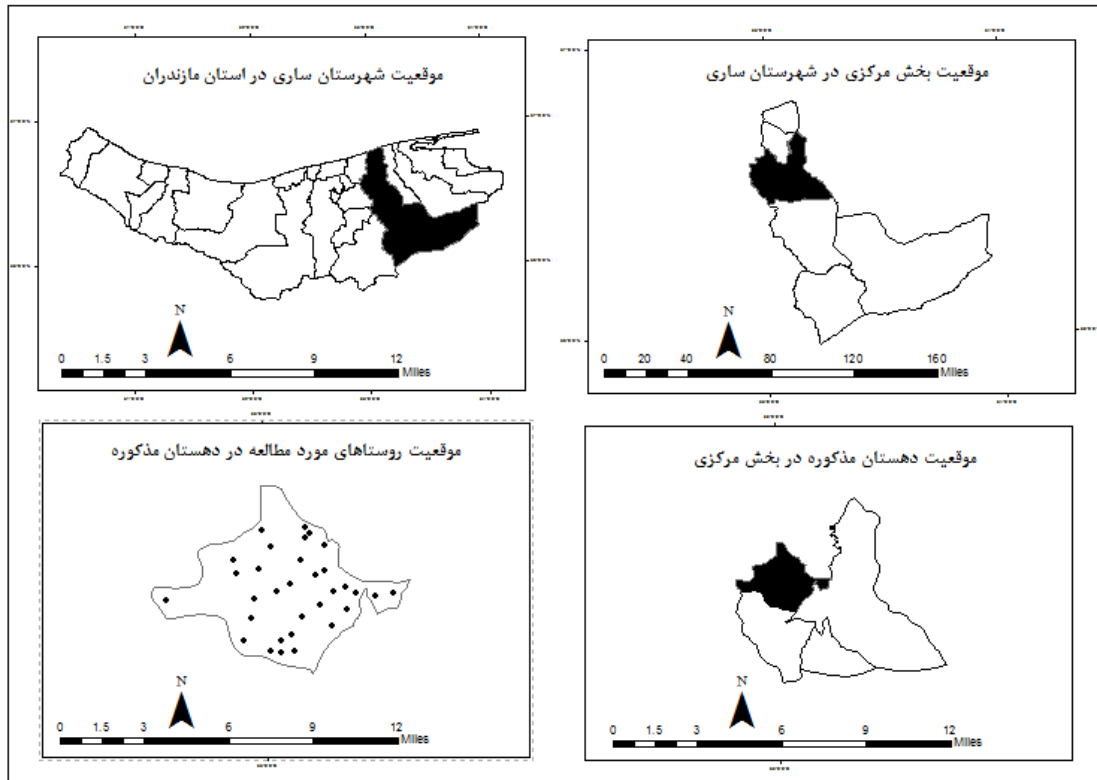 موقعیت شهرستان ساری در استان مازندران
N
0 1.5 3 6 9 12
Miles
موقعیت بخش مرکزی در شهرستان ساری
N
0 20 40 80 120 160
Miles
موقعیت روستاهای مورد مطالعه در دهستان مذکوره
N
0 1.5 3 6 9 12
Miles
موقعیت دهستان مذکوره در بخش مرکزی
N
0 1.5 3 6 9 12
Miles